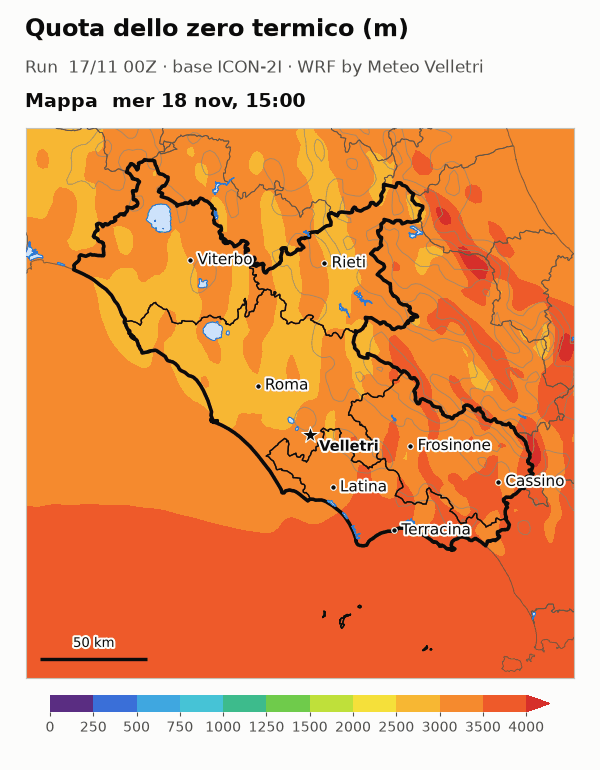 Quota dello zero termico (m)
Run 17/11 00Z · base ICON-2I · WRF by Meteo Velletri
Mappa mer 18 nov, 15:00
Viterbo
Rieti
Roma
Velletri
Frosinone
Latina
Cassino
Terracina
50 km
0 250 500 750 1000 1250 1500 2000 2500 3000 3500 4000